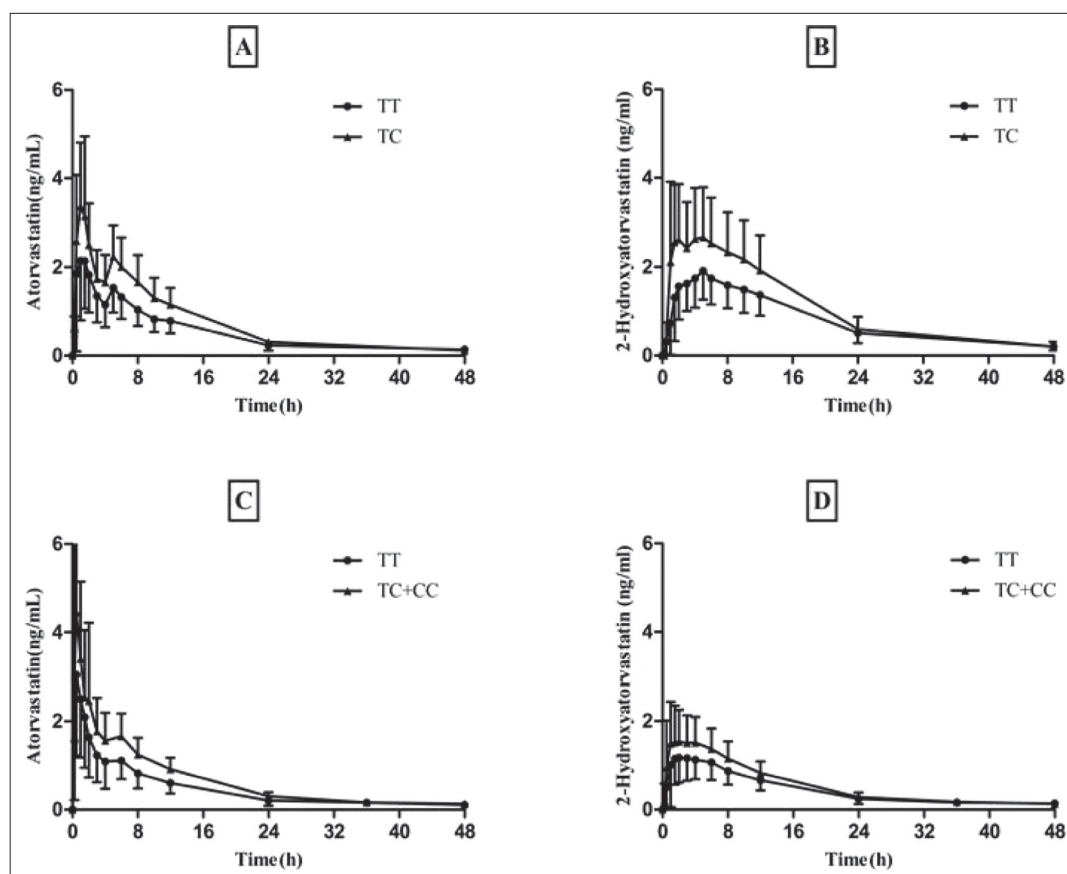 A
Atorvastatin(ng/mL)
6
4
2
0
TT
TC
0 8 16 24 32 40 48
Time(h)
B
2-Hydroxyatorvastatin (ng/ml)
6
4
2
0
TT
TC
0 8 16 24 32 40 48
Time(h)
C
Atorvastatin(ng/mL)
6
4
2
0
TT
TC+CC
0 8 16 24 32 40 48
Time(h)
D
2-Hydroxyatorvastatin (ng/ml)
6
4
2
0
TT
TC+CC
0 8 16 24 32 40 48
Time(h)